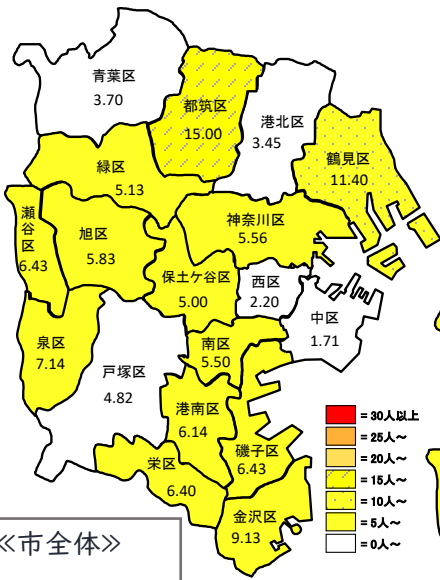 青葉区
3.70
都筑区
15.00
港北区
3.45
鶴見区
11.40
緑区
5.13
瀬谷区
6.43
旭区
5.83
神奈川区
5.56
保土ケ谷区
5.00
西区
2.20
中区
1.71
泉区
7.14
戸塚区
4.82
南区
5.50
港南区
6.14
磯子区
6.43
栄区
6.40
金沢区
9.13
= 30人以上
= 25人~
= 20人~
= 15人~
= 10人~
= 5人~
= 0人~
≪市全体≫